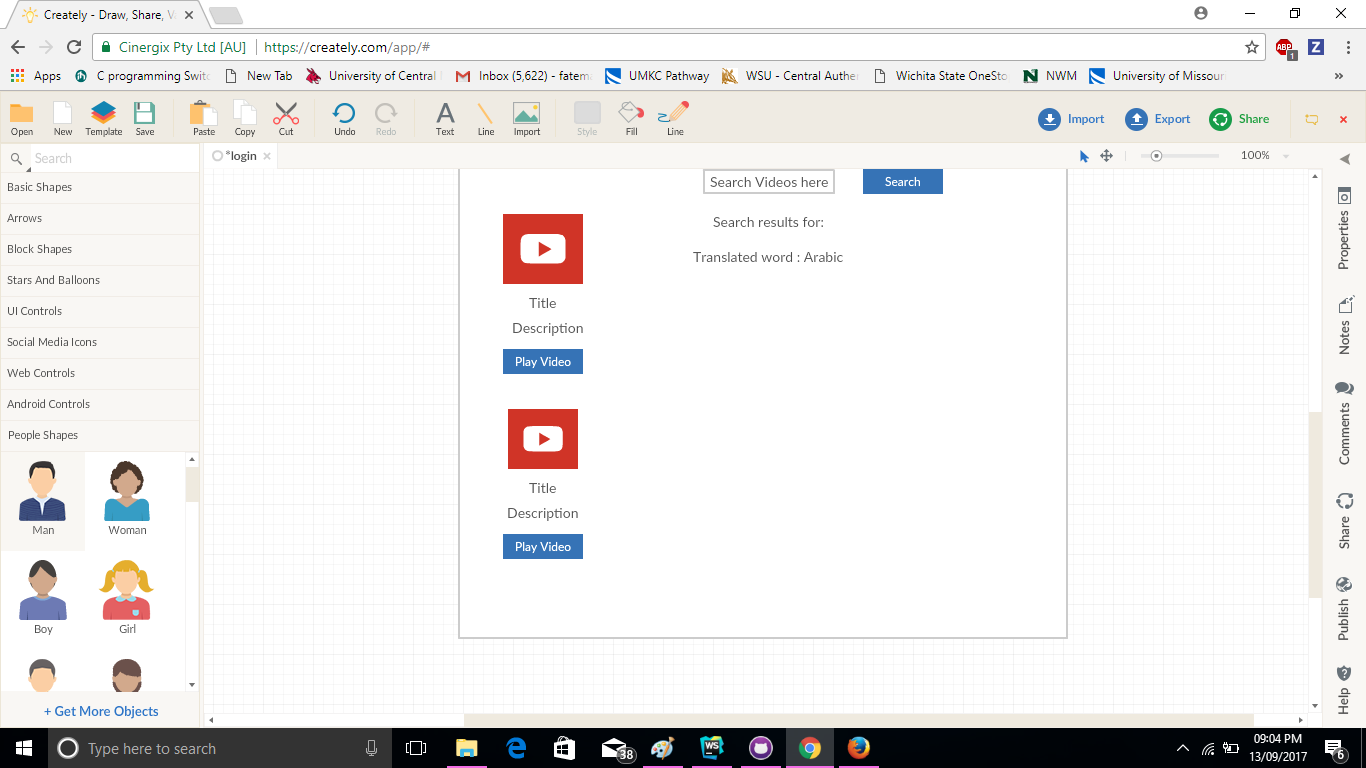 Creately - Draw, Share, V
Cinergix Pty Ltd [AU] https://creately.com/app/#
ABP 1 Z
Apps C programming Swit New Tab University of Central Inbox (5,622) - fatema UMKC Pathway WSU - Central Authe Wichita State OneSto N NWM University of Missour »
Open New Template Save Paste Copy Cut Undo Redo Text Line Import Style Fill Line Import Export Share
Search
*login
100%
Basic Shapes
Arrows
Block Shapes
Stars And Balloons
UI Controls
Social Media Icons
Web Controls
Android Controls
People Shapes
Man Woman
Boy Girl
+ Get More Objects
Search Videos here Search
Search results for:
Translated word : Arabic
Title
Description
Play Video
Title
Description
Play Video
Properties
Notes
Comments
Share
Publish
Help
Type here to search
38
WS
09:04 PM
13/09/2017
6